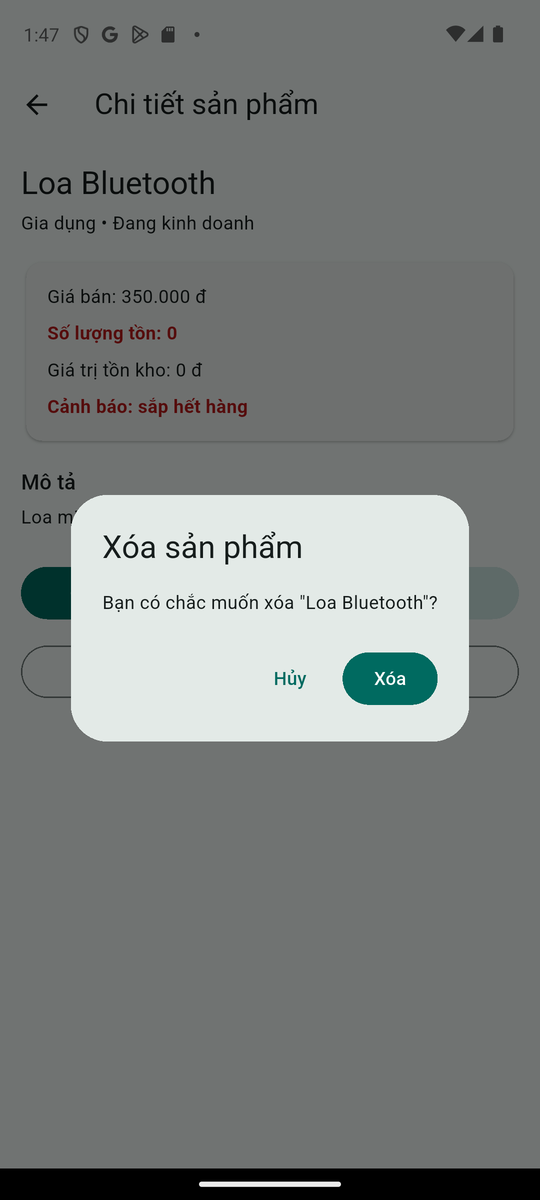 1:47
Chi tiết sản phẩm
Loa Bluetooth
Gia dụng • Đang kinh doanh
Giá bán: 350.000 đ
Số lượng tồn: 0
Giá trị tồn kho: 0 đ
Cảnh báo: sắp hết hàng
Mô tả
Loa
Xóa sản phẩm
Bạn có chắc muốn xóa "Loa Bluetooth"?
Hủy
Xóa